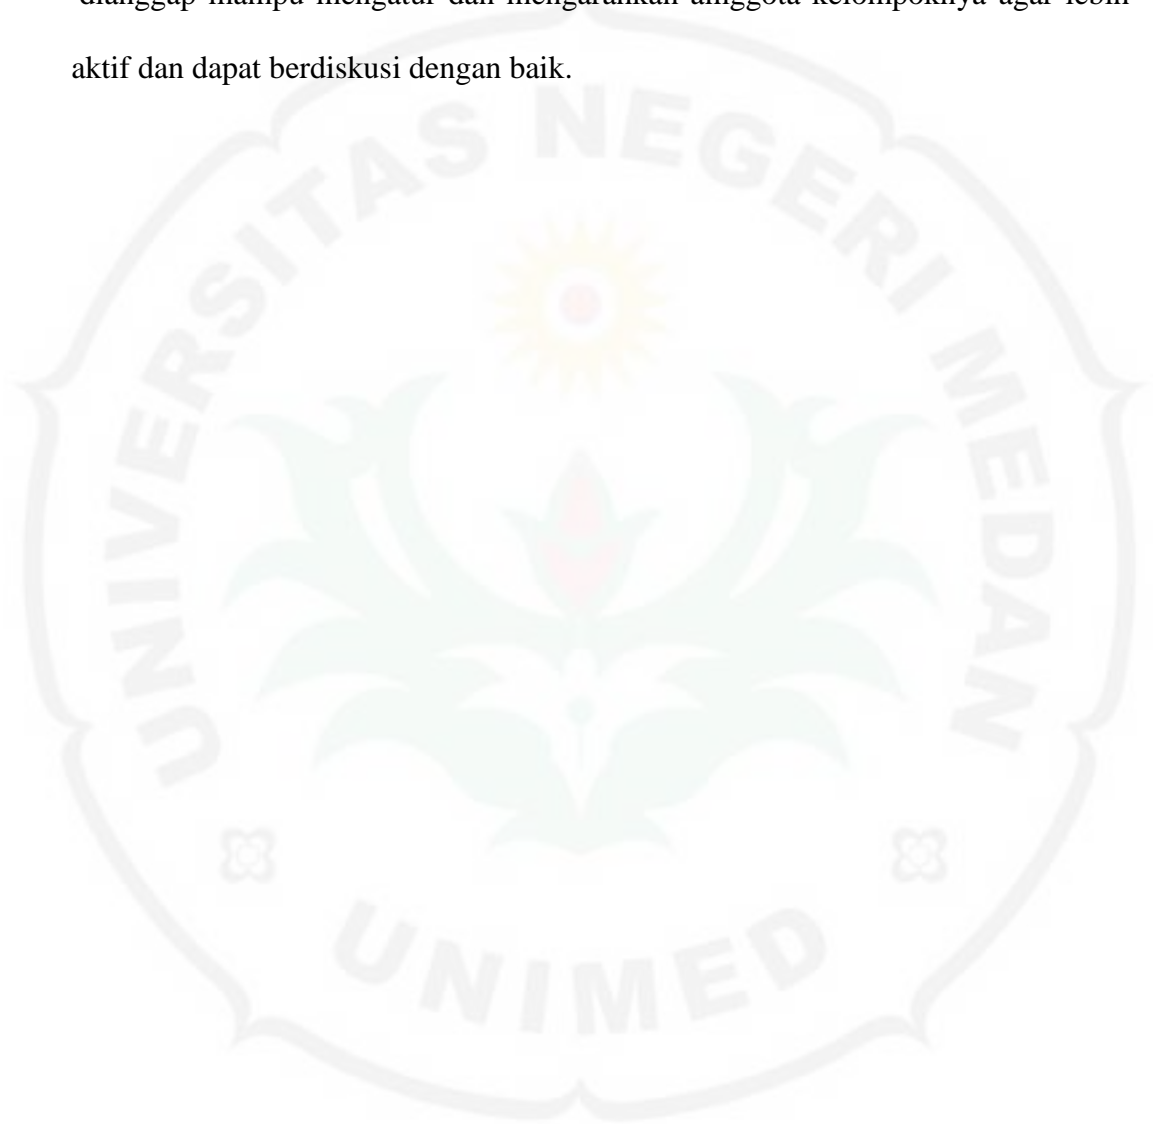 dianggap mampu mengatur dan mengarahkan anggota kelompoknya agar lebih
aktif dan dapat berdiskusi dengan baik.
UNIVERSITAS NEGERI MEDAN
UNIMED